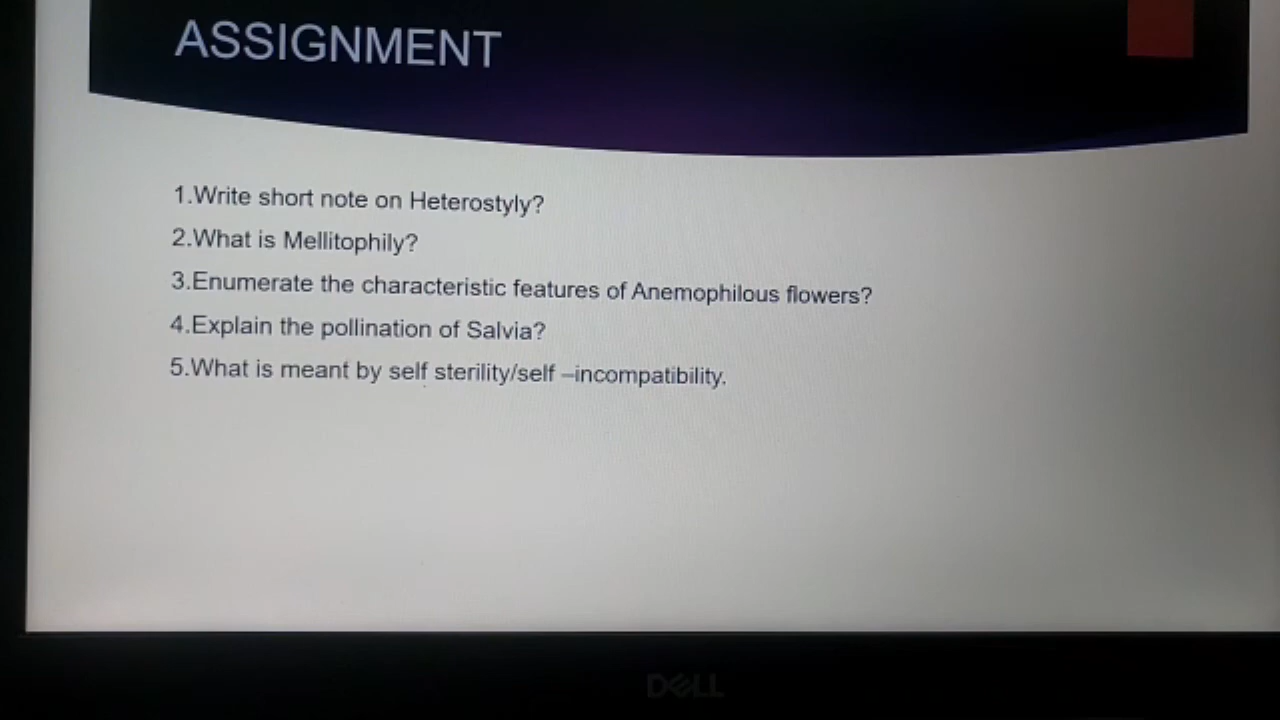 ASSIGNMENT
1.Write short note on Heterostyly?
2.What is Mellitophily?
3.Enumerate the characteristic features of Anemophilous flowers?
4.Explain the pollination of Salvia?
5.What is meant by self sterility/self –incompatibility.
DELL